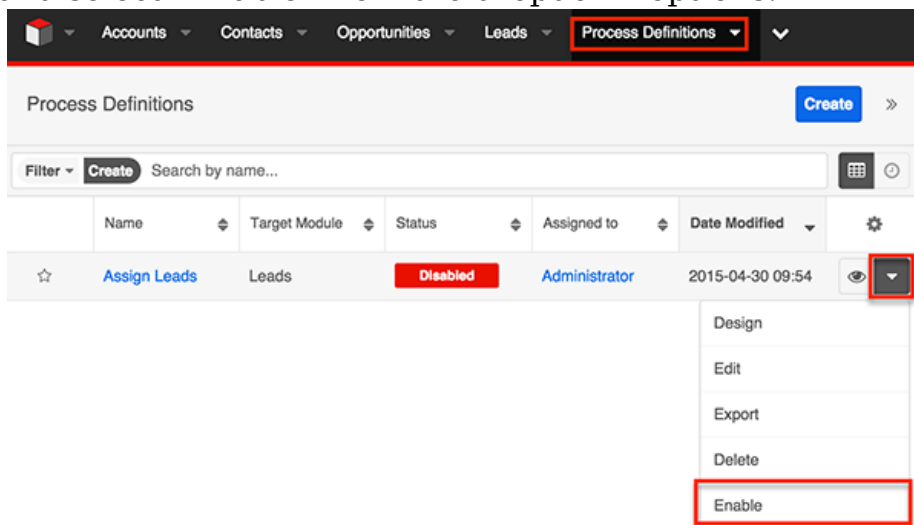 Accounts Contacts Opportunities Leads Process Definitions
Process Definitions Create »
Filter Create Search by name...
Name Target Module Status Assigned to Date Modified
Assign Leads Leads Disabled Administrator 2015-04-30 09:54
Design
Edit
Export
Delete
Enable